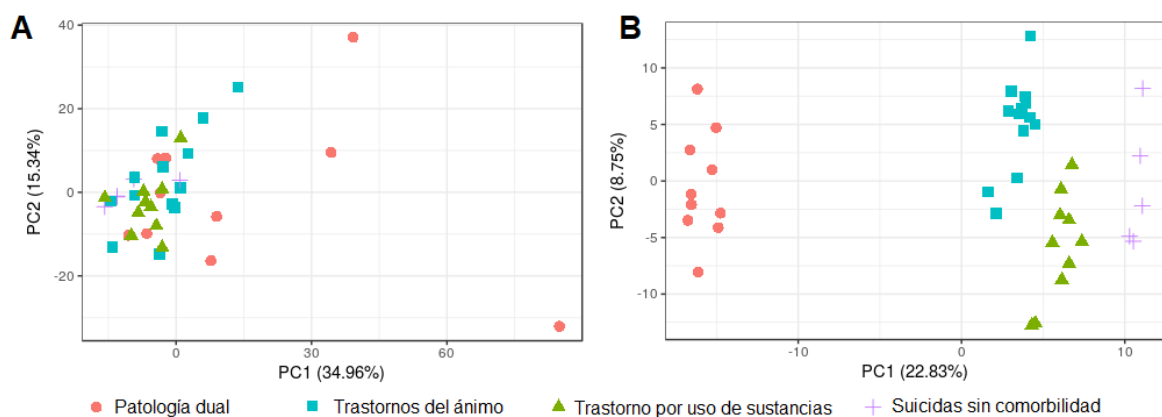 A
40
20
0
-20
PC2 (15.34%)
0
30
60
PC1 (34.96%)
B
10
5
0
-5
-10
PC2 (8.75%)
-10
0
10
PC1 (22.83%)
Patología dual
Trastornos del ánimo
Trastorno por uso de sustancias
Suicidas sin comorbilidad